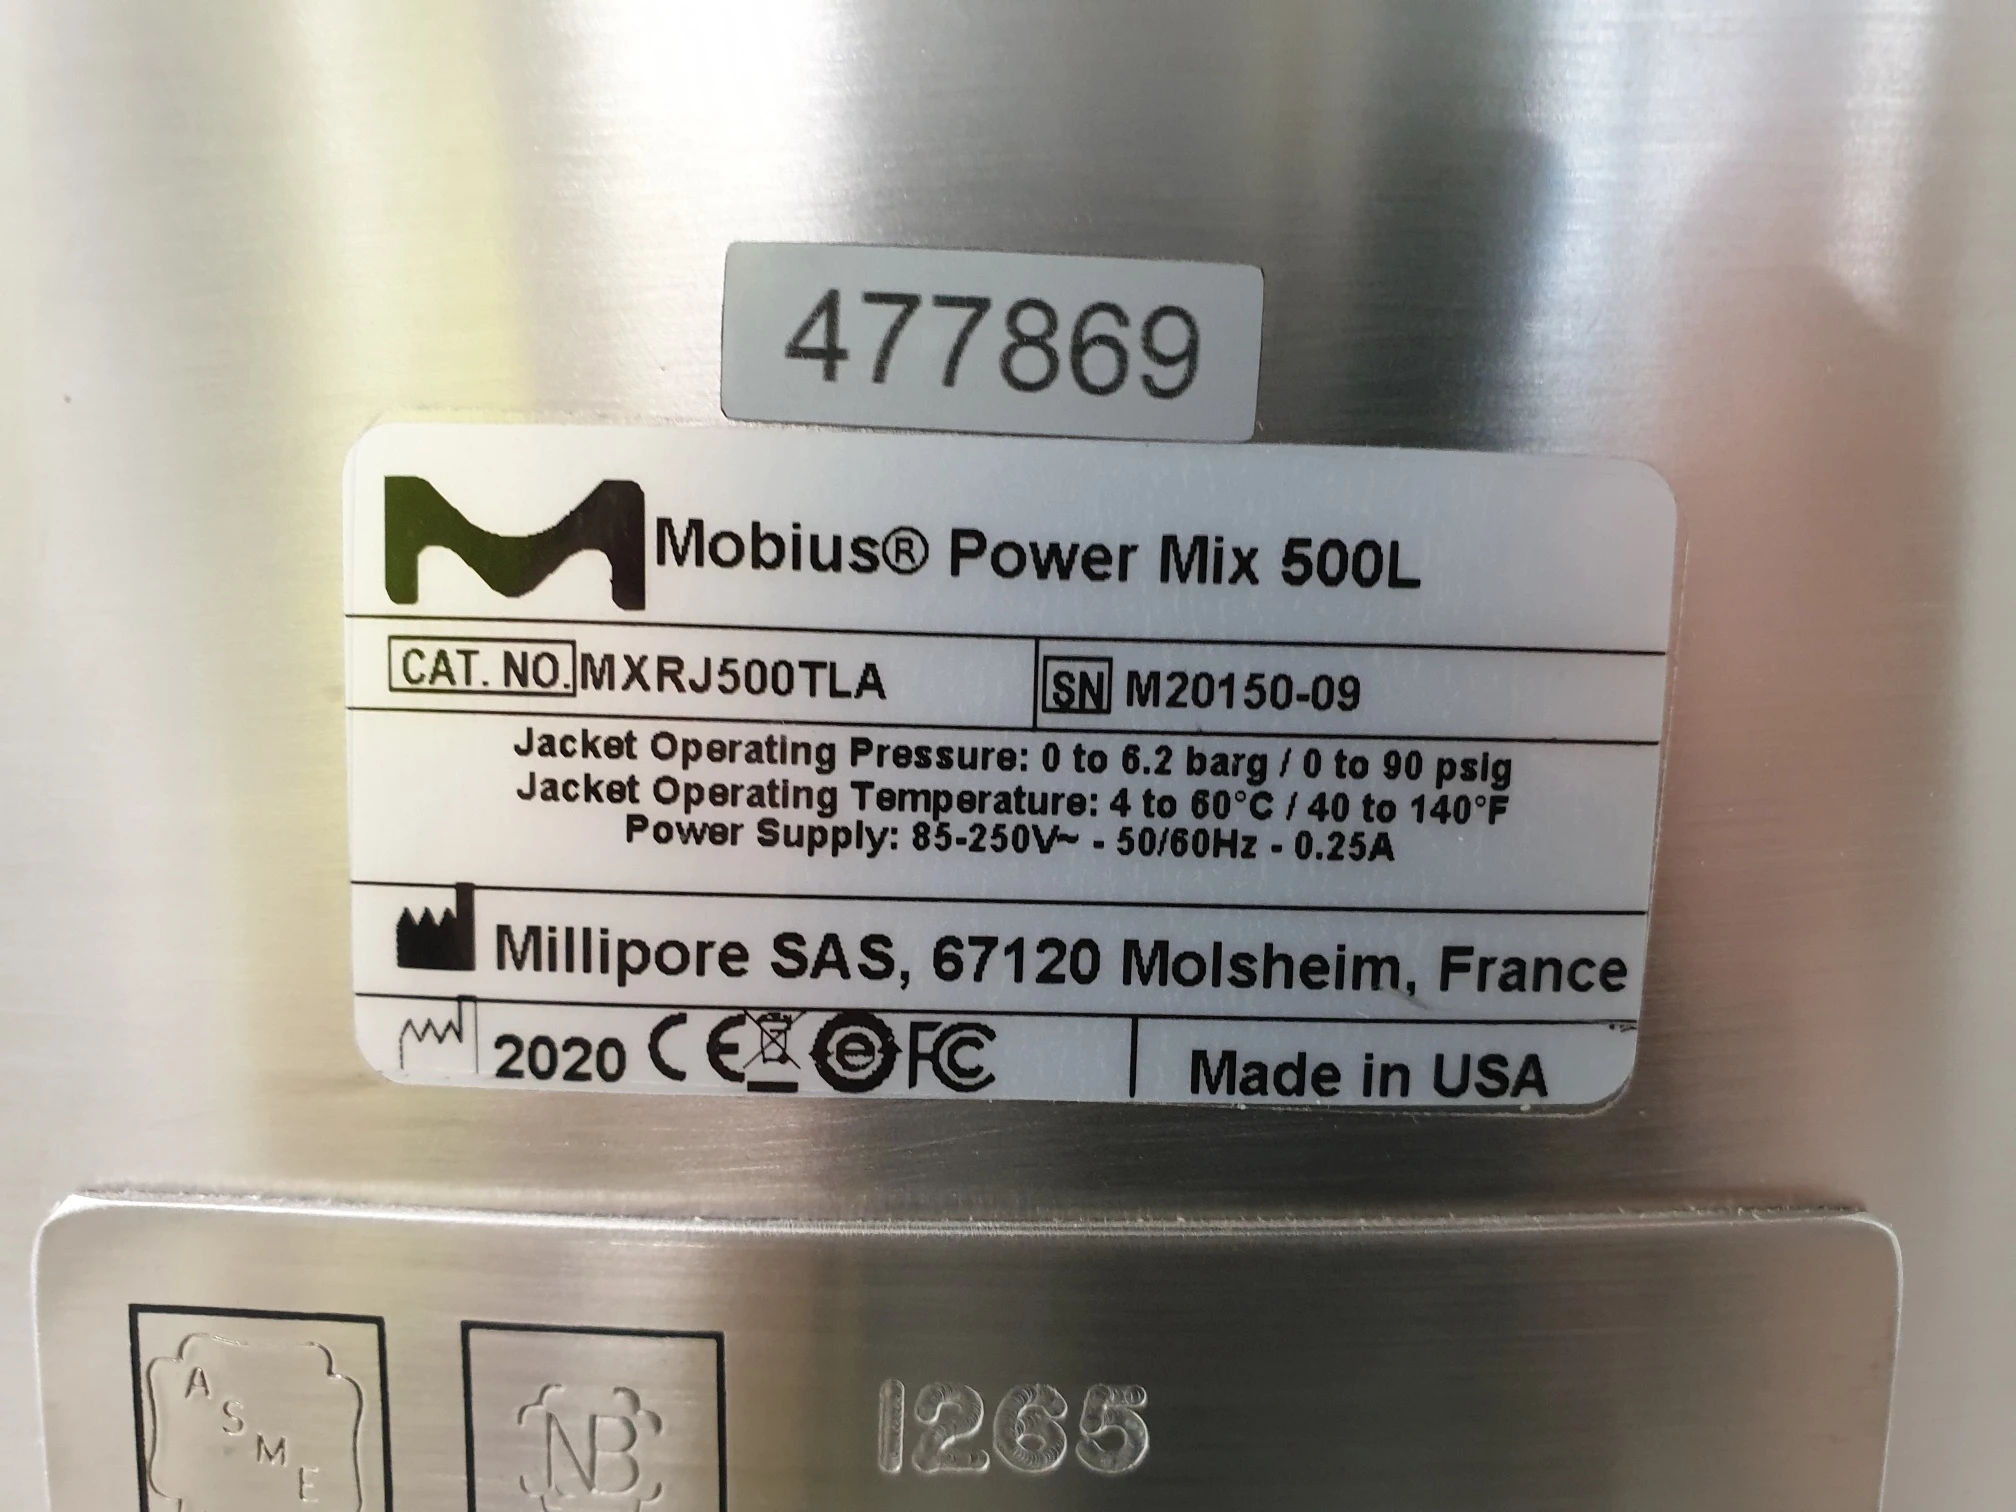 477869
Mobius® Power Mix 500L
CAT. NO. MXRJ500TLA
SN M20150-09
Jacket Operating Pressure: 0 to 6.2 barg / 0 to 90 psig
Jacket Operating Temperature: 4 to 60°C / 40 to 140°F
Power Supply: 85-250V~ - 50/60Hz - 0.25A
Millipore SAS, 67120 Molsheim, France
2020 CE e FC
Made in USA
ASME
NB
1265